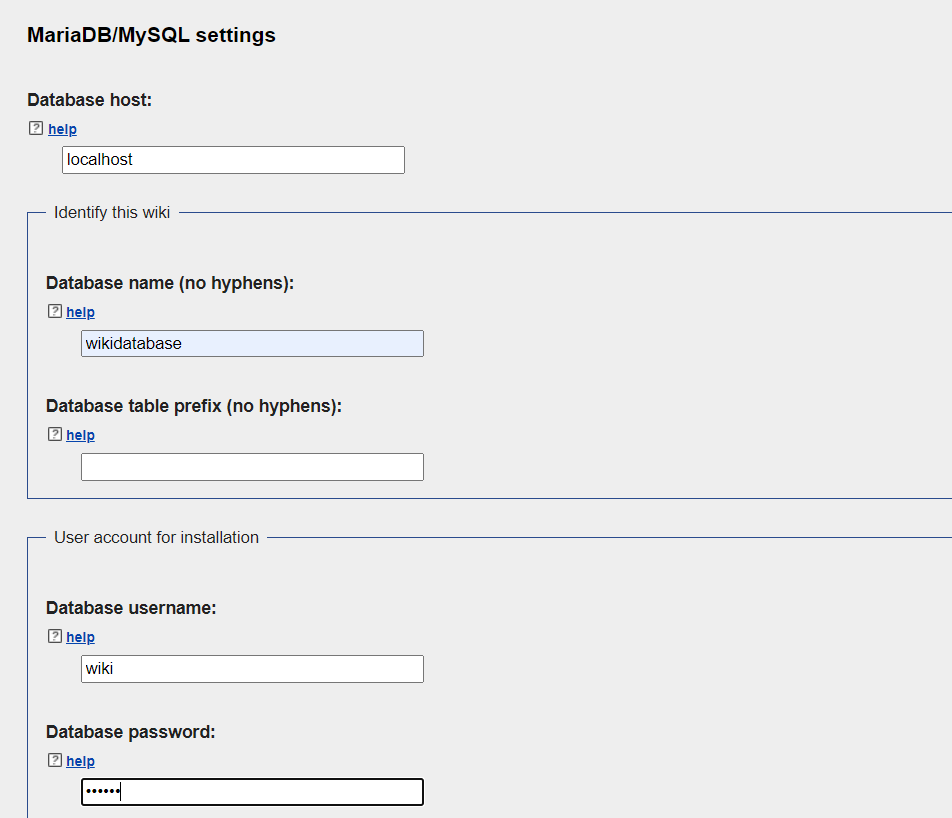 MariaDB/MySQL settings
Database host:
? help
localhost
Identify this wiki
Database name (no hyphens):
? help
wikidatabase
Database table prefix (no hyphens):
? help
User account for installation
Database username:
? help
wiki
Database password:
? help
••••••